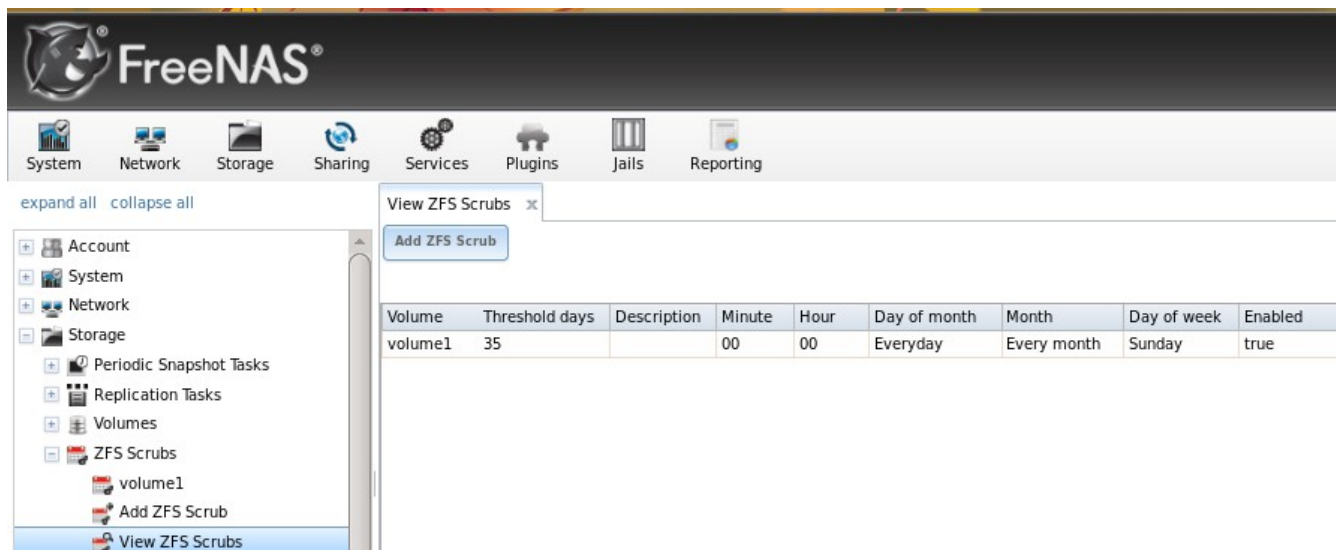 FreeNAS®
System Network Storage Sharing Services Plugins Jails Reporting
expand all collapse all
View ZFS Scrubs x
Add ZFS Scrub
Account
System
Network
Storage
Periodic Snapshot Tasks
Replication Tasks
Volumes
ZFS Scrubs
volume1
Add ZFS Scrub
View ZFS Scrubs
Volume Threshold days Description Minute Hour Day of month Month Day of week Enabled
volume1 35 00 00 Everyday Every month Sunday true